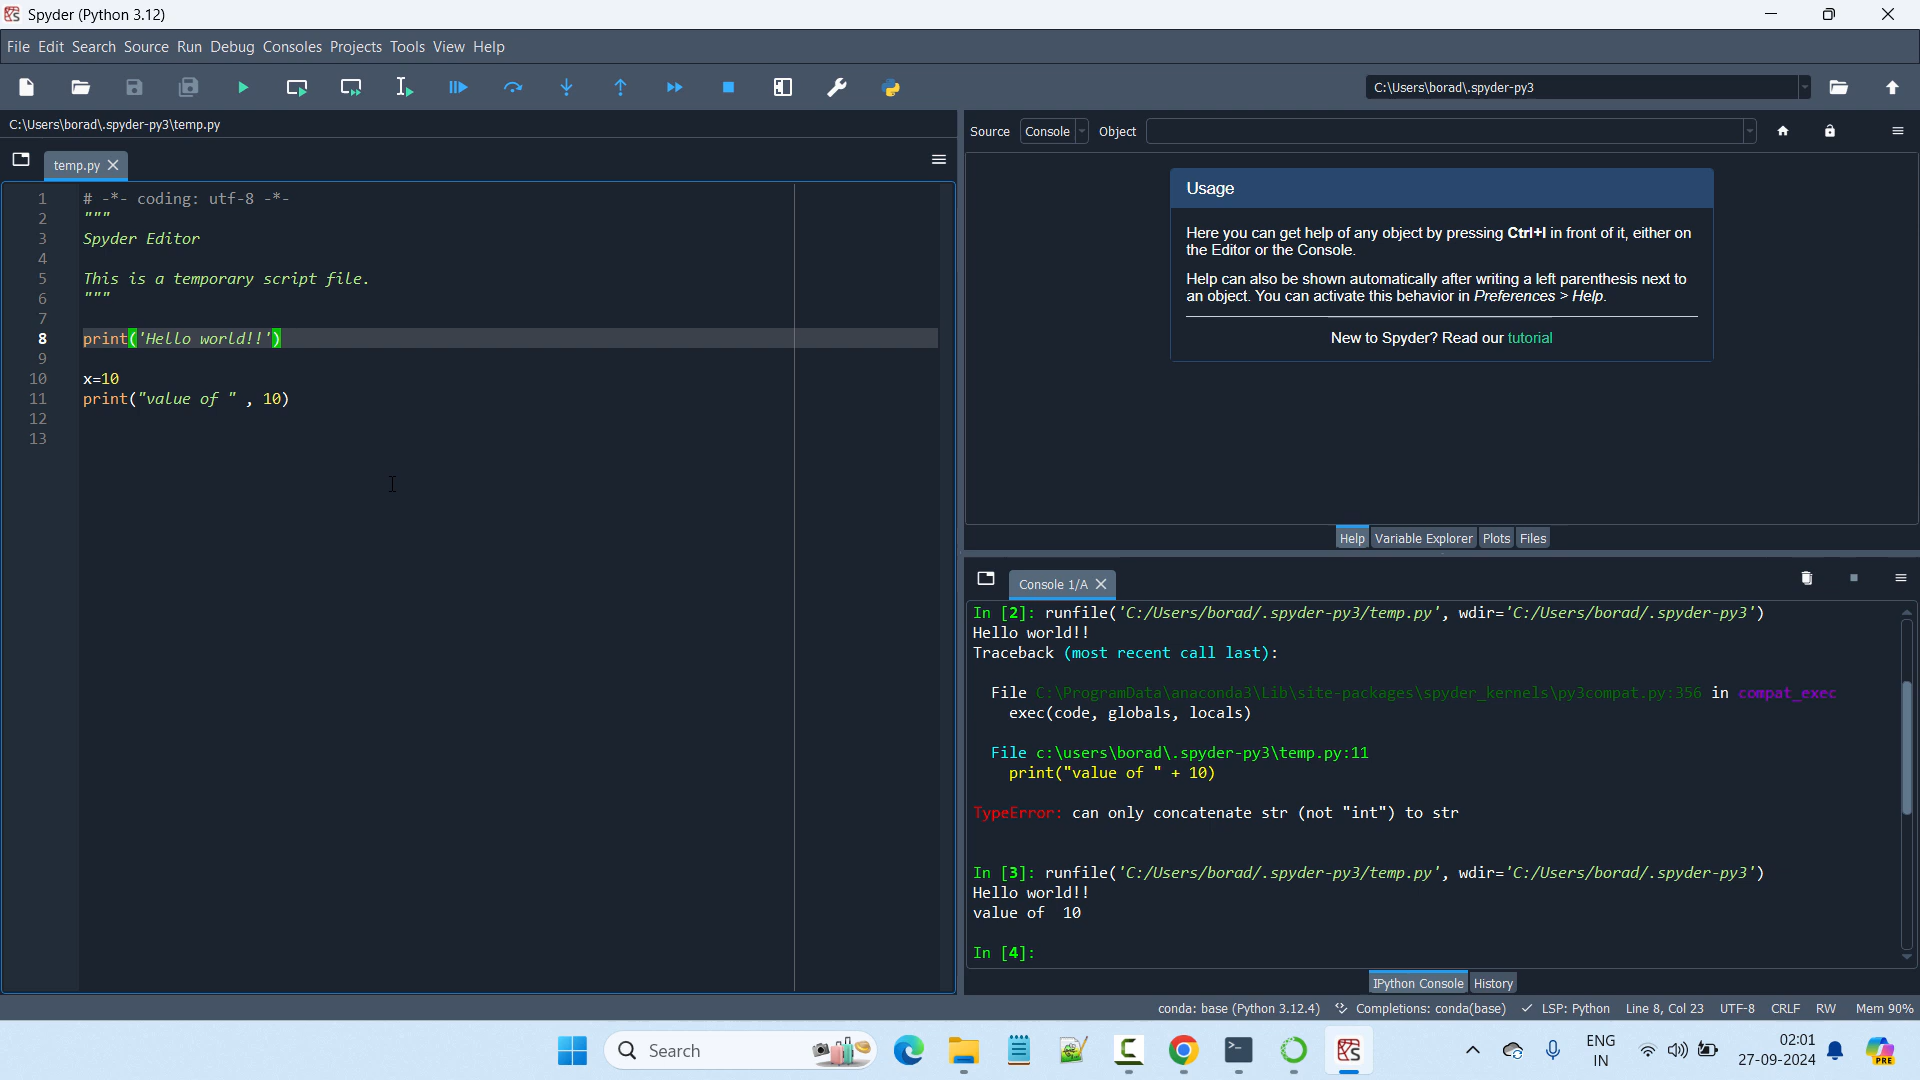 Spyder (Python 3.12)
File Edit Search Source Run Debug Consoles Projects Tools View Help
C:\Users\borad\.spyder-py3
C:\Users\borad\.spyder-py3\temp.py
temp.py
1 # -*- coding: utf-8 -*-
2 """
3 Spyder Editor
4
5 This is a temporary script file.
6 """
7
8 print('Hello world!!')
9
10 x=10
11 print("value of " , 10)
12
13
Source Console Object
Usage
Here you can get help of any object by pressing Ctrl+I in front of it, either on
the Editor or the Console.
Help can also be shown automatically after writing a left parenthesis next to
an object. You can activate this behavior in Preferences > Help.
New to Spyder? Read our tutorial
Help Variable Explorer Plots Files
Console 1/A
In [2]: runfile('C:/Users/borad/.spyder-py3/temp.py', wdir='C:/Users/borad/.spyder-py3')
Hello world!!
Traceback (most recent call last):
File C:\ProgramData\anaconda3\Lib\site-packages\spyder_kernels\py3compat.py:356 in compat_exec
exec(code, globals, locals)
File c:\users\borad\.spyder-py3\temp.py:11
print("value of " + 10)
TypeError: can only concatenate str (not "int") to str
In [3]: runfile('C:/Users/borad/.spyder-py3/temp.py', wdir='C:/Users/borad/.spyder-py3')
Hello world!!
value of  10
In [4]:
IPython Console History
conda: base (Python 3.12.4) Completions: conda(base) ✓ LSP: Python Line 8, Col 23 UTF-8 CRLF RW Mem 90%
Search
ENG
IN
02:01
27-09-2024
PRE